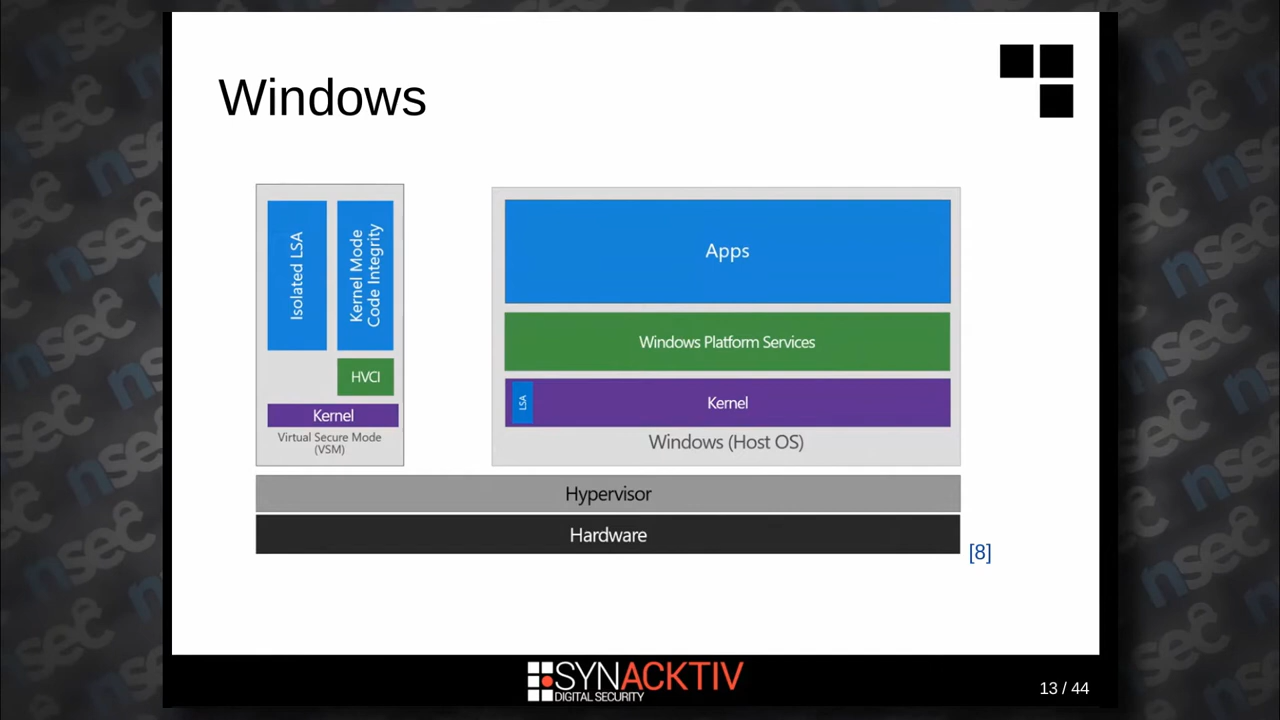 Windows
Isolated LSA
Kernel Mode
Code Integrity
HVCI
Kernel
Virtual Secure Mode
(VSM)
Apps
Windows Platform Services
LSA
Kernel
Windows (Host OS)
Hypervisor
Hardware
[8]
SYNACKTIV
DIGITAL SECURITY
13 / 44
nsec